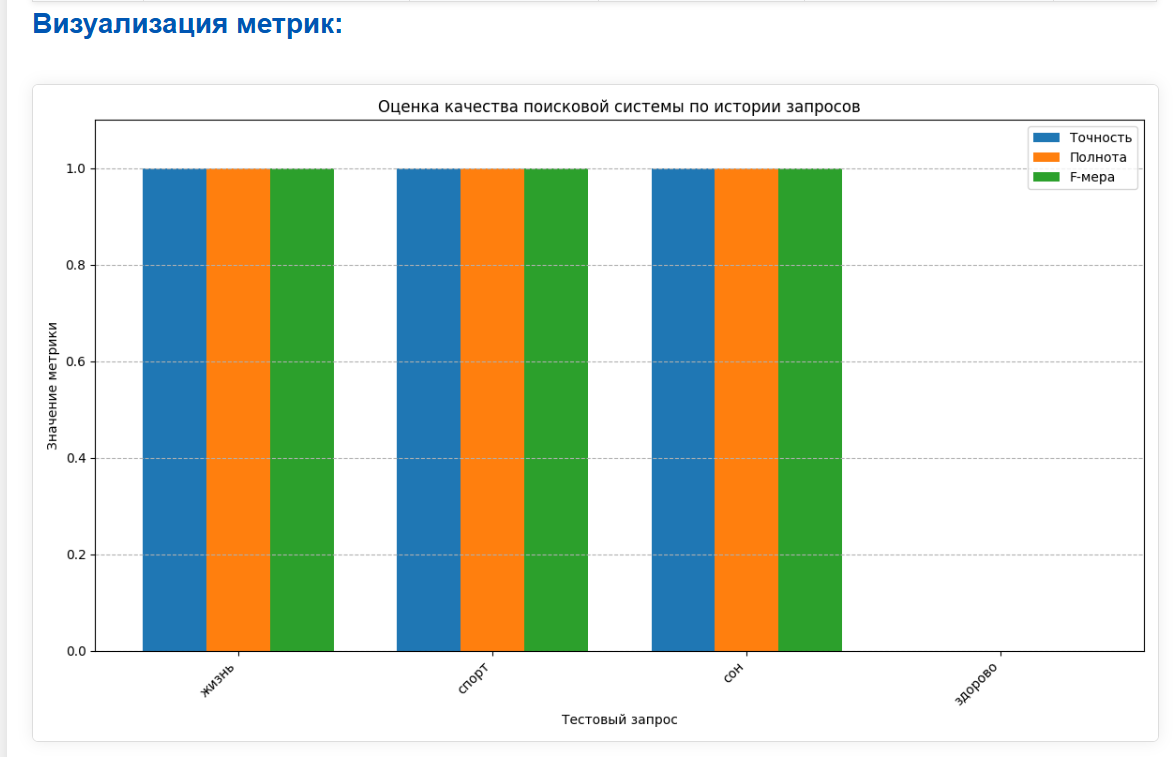 Визуализация метрик:
Оценка качества поисковой системы по истории запросов
Точность
Полнота
F-мера
Значение метрики
1.0
0.8
0.6
0.4
0.2
0.0
жизнь
спорт
сон
здорово
Тестовый запрос